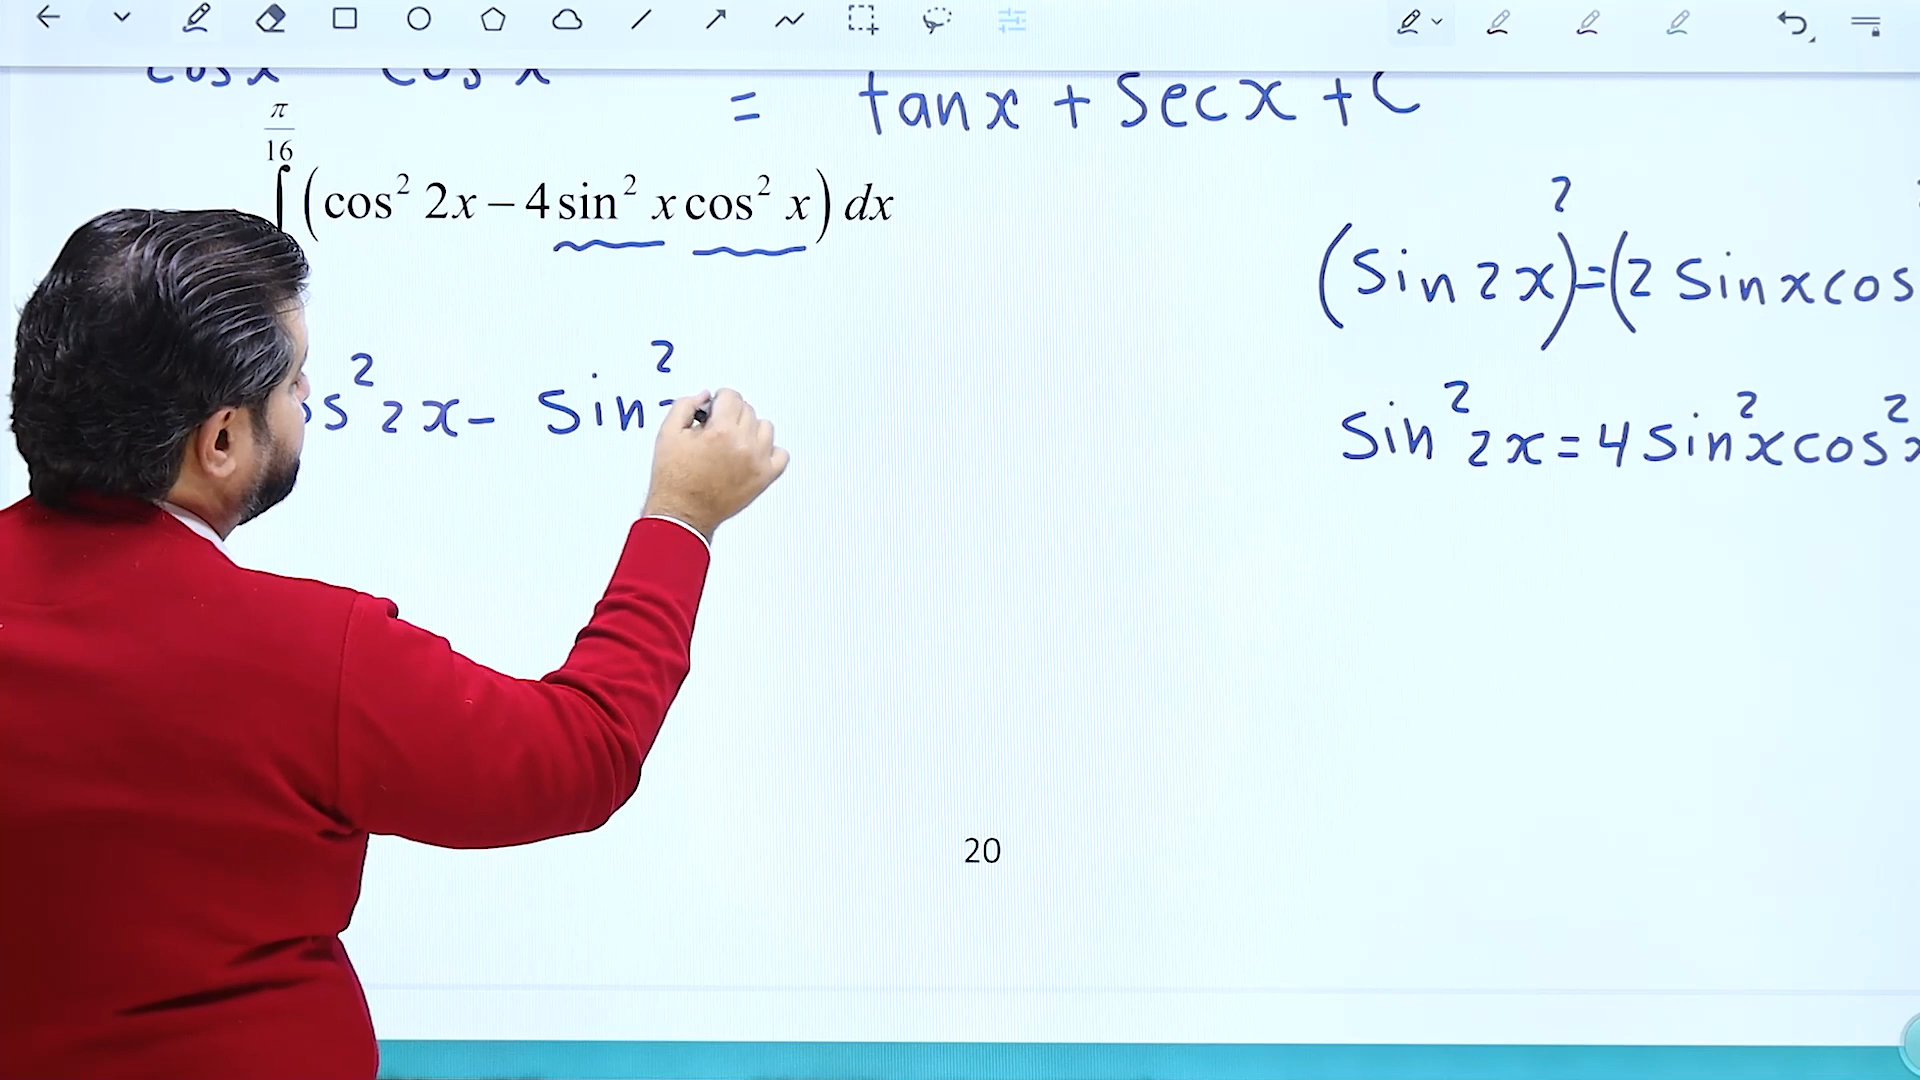 = tan x + sec x + C
π/16
∫ (cos² 2x − 4 sin² x cos² x) dx
(sin 2x)² = (2 sin x cos
s² 2x − sin²
sin² 2x = 4 sin² x cos² x
20